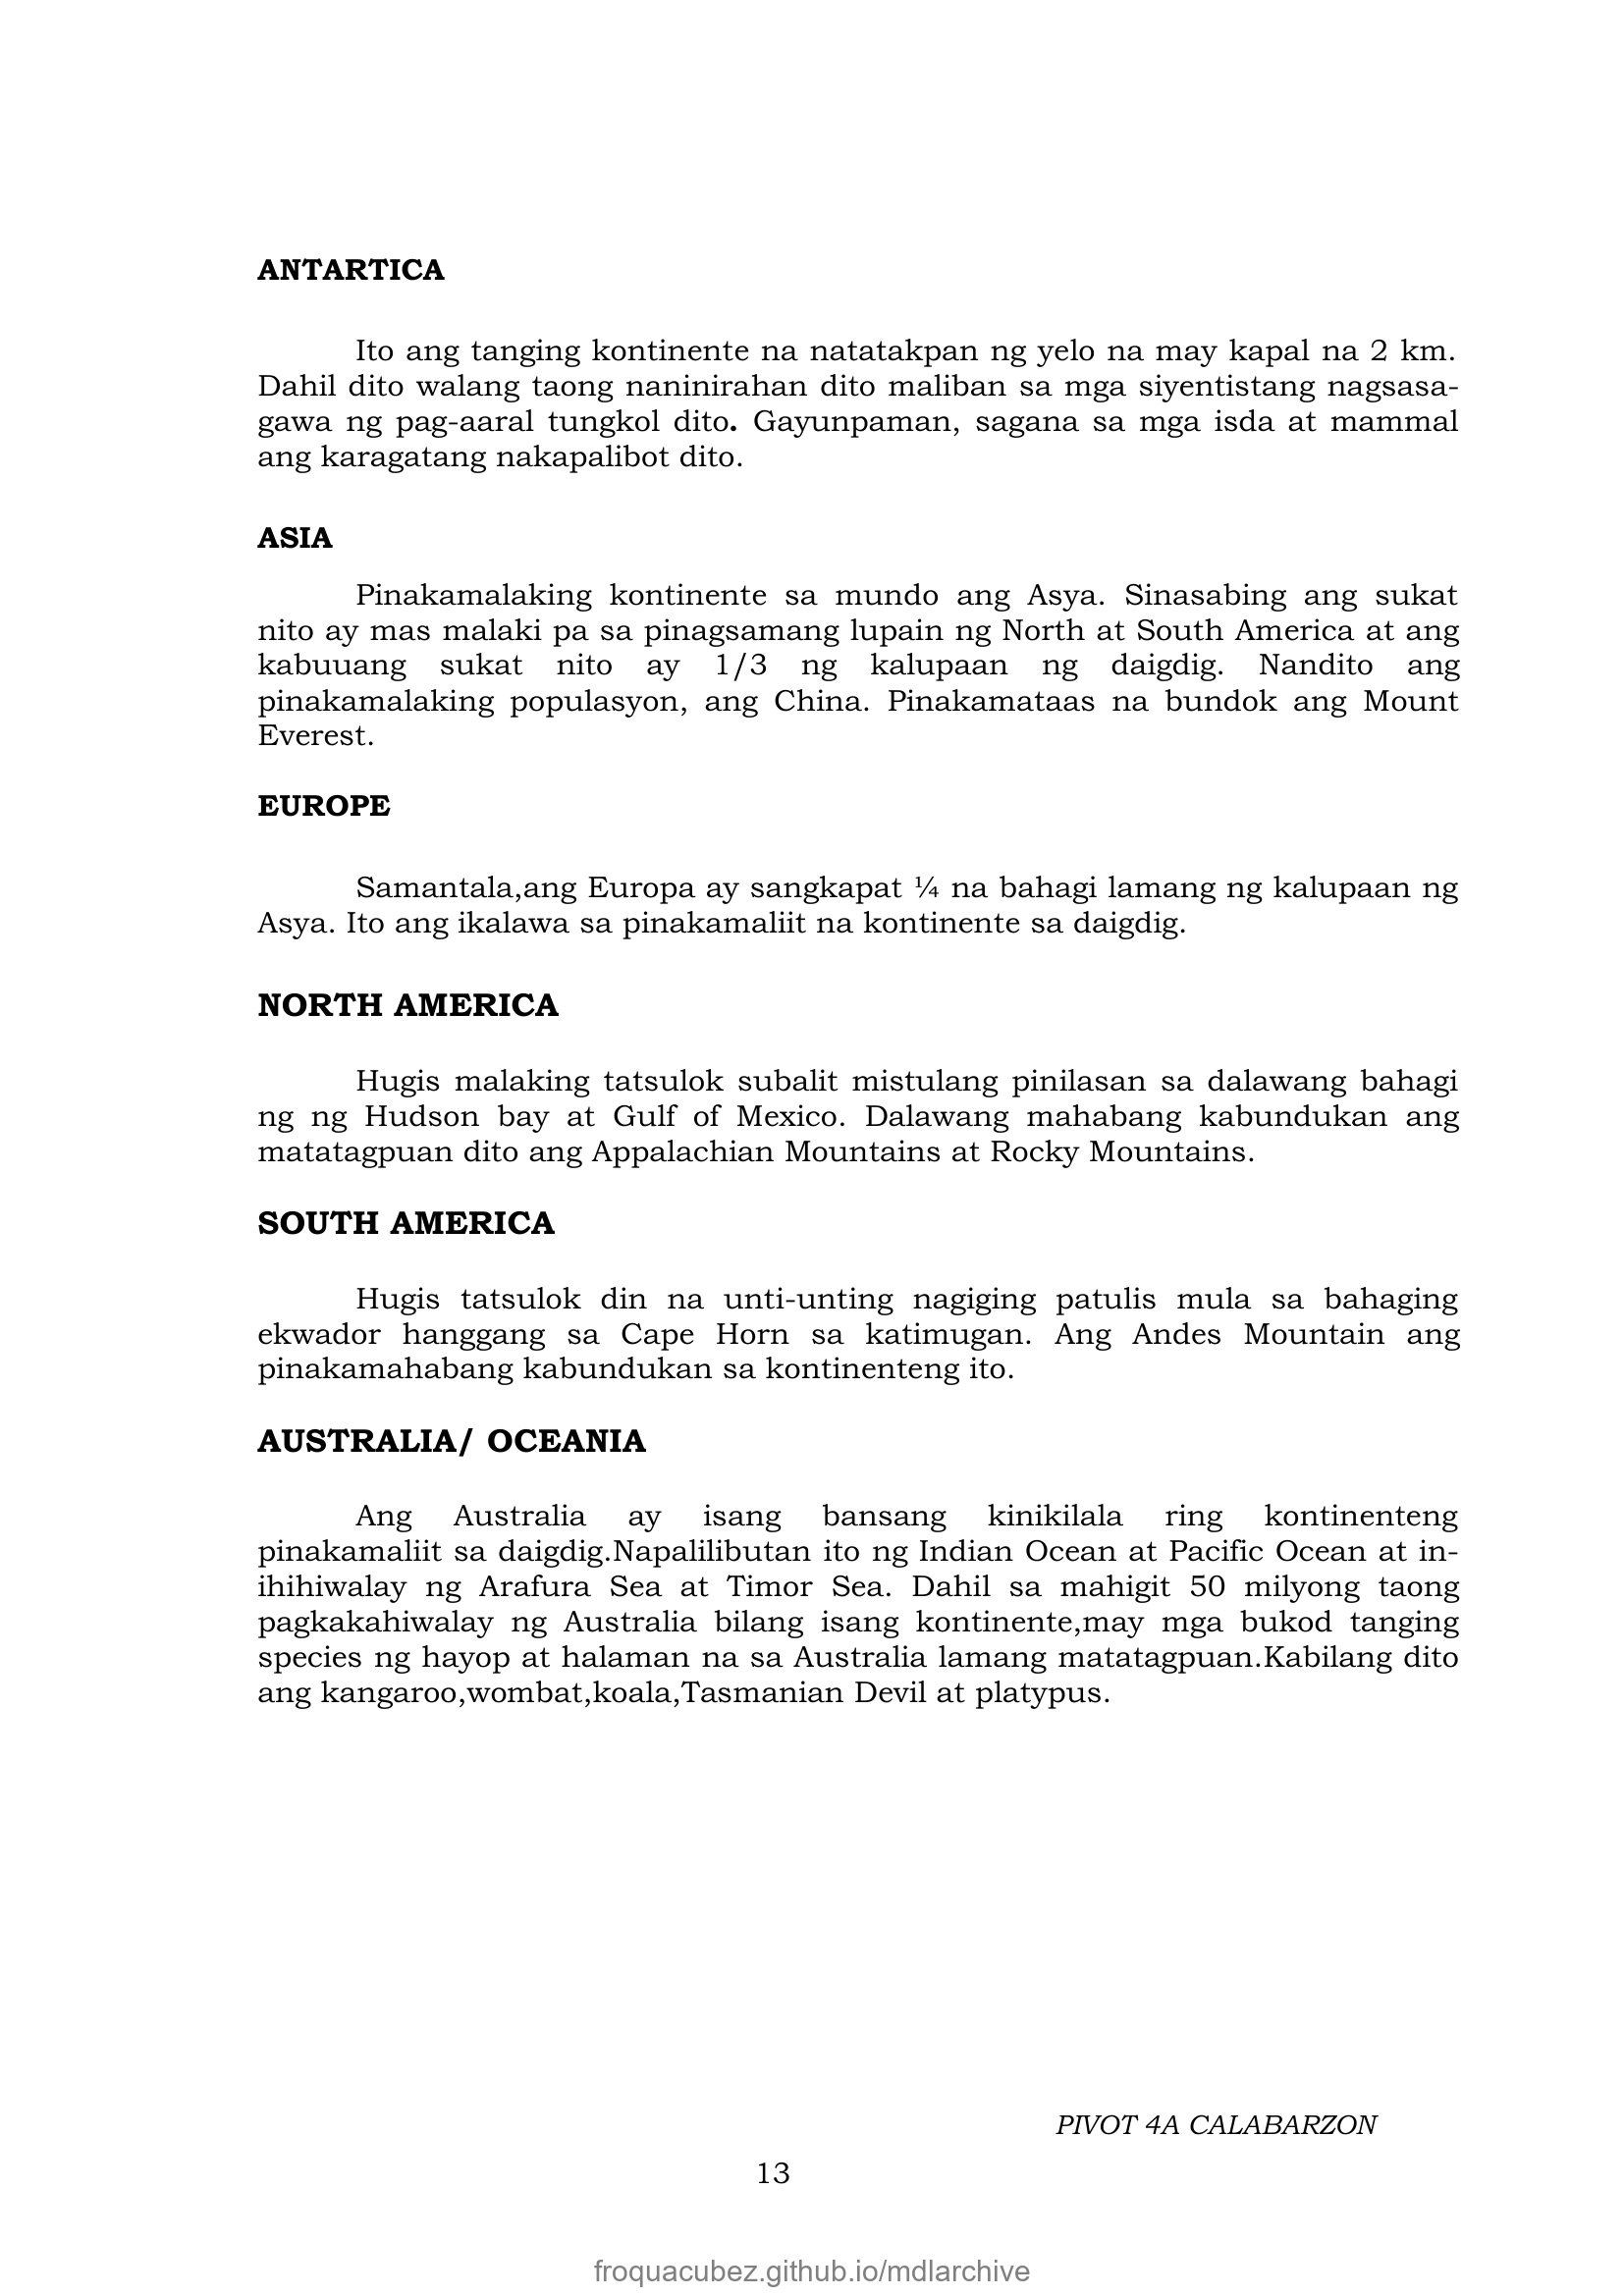 ANTARTICA
Ito ang tanging kontinente na natatakpan ng yelo na may kapal na 2 km.
Dahil dito walang taong naninirahan dito maliban sa mga siyentistang nagsasa-
gawa ng pag-aaral tungkol dito. Gayunpaman, sagana sa mga isda at mammal
ang karagatang nakapalibot dito.
ASIA
Pinakamalaking kontinente sa mundo ang Asya. Sinasabing ang sukat
nito ay mas malaki pa sa pinagsamang lupain ng North at South America at ang
kabuuang sukat nito ay 1/3 ng kalupaan ng daigdig. Nandito ang
pinakamalaking populasyon, ang China. Pinakamataas na bundok ang Mount
Everest.
EUROPE
Samantala,ang Europa ay sangkapat ¼ na bahagi lamang ng kalupaan ng
Asya. Ito ang ikalawa sa pinakamaliit na kontinente sa daigdig.
NORTH AMERICA
Hugis malaking tatsulok subalit mistulang pinilasan sa dalawang bahagi
ng ng Hudson bay at Gulf of Mexico. Dalawang mahabang kabundukan ang
matatagpuan dito ang Appalachian Mountains at Rocky Mountains.
SOUTH AMERICA
Hugis tatsulok din na unti-unting nagiging patulis mula sa bahaging
ekwador hanggang sa Cape Horn sa katimugan. Ang Andes Mountain ang
pinakamahabang kabundukan sa kontinenteng ito.
AUSTRALIA/ OCEANIA
Ang Australia ay isang bansang kinikilala ring kontinenteng
pinakamaliit sa daigdig.Napalilibutan ito ng Indian Ocean at Pacific Ocean at in-
ihihiwalay ng Arafura Sea at Timor Sea. Dahil sa mahigit 50 milyong taong
pagkakahiwalay ng Australia bilang isang kontinente,may mga bukod tanging
species ng hayop at halaman na sa Australia lamang matatagpuan.Kabilang dito
ang kangaroo,wombat,koala,Tasmanian Devil at platypus.
PIVOT 4A CALABARZON
13
froquacubez.github.io/mdlarchive